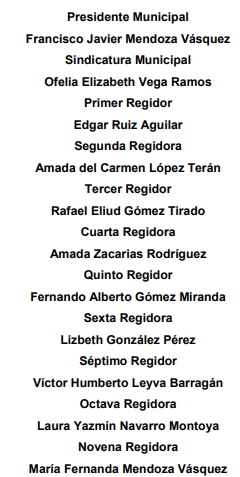 Presidente Municipal
Francisco Javier Mendoza Vásquez
Sindicatura Municipal
Ofelia Elizabeth Vega Ramos
Primer Regidor
Edgar Ruiz Aguilar
Segunda Regidora
Amada del Carmen López Terán
Tercer Regidor
Rafael Eliud Gómez Tirado
Cuarta Regidora
Amada Zacarias Rodríguez
Quinto Regidor
Fernando Alberto Gómez Miranda
Sexta Regidora
Lizbeth González Pérez
Séptimo Regidor
Víctor Humberto Leyva Barragán
Octava Regidora
Laura Yazmín Navarro Montoya
Novena Regidora
María Fernanda Mendoza Vásquez